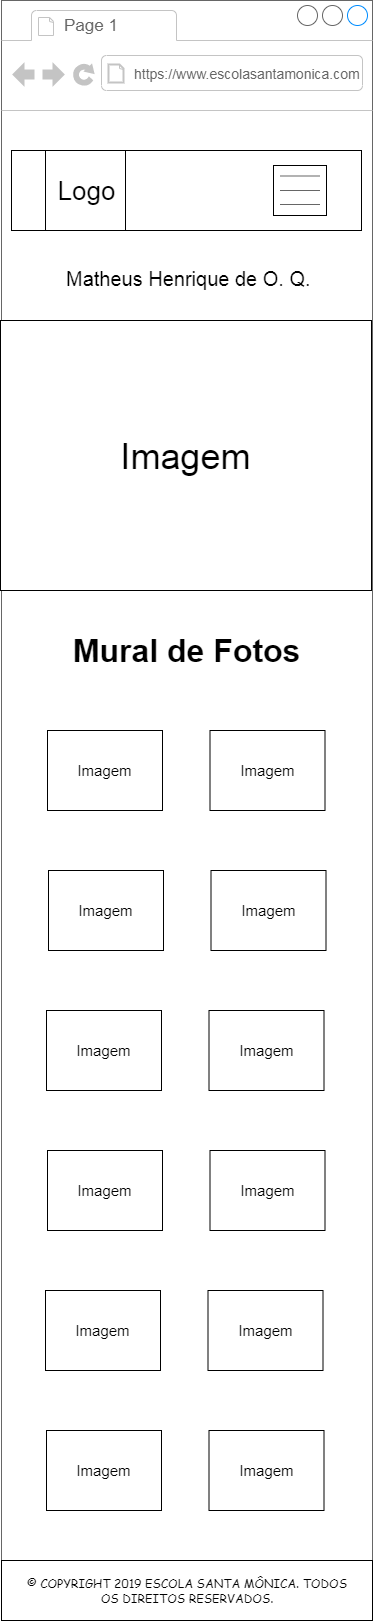 Page 1
https://www.escolasantamonica.com
Logo
Matheus Henrique de O. Q.
Imagem
Mural de Fotos
Imagem Imagem
Imagem Imagem
Imagem Imagem
Imagem Imagem
Imagem Imagem
Imagem Imagem
© COPYRIGHT 2019 ESCOLA SANTA MÔNICA. TODOS
OS DIREITOS RESERVADOS.